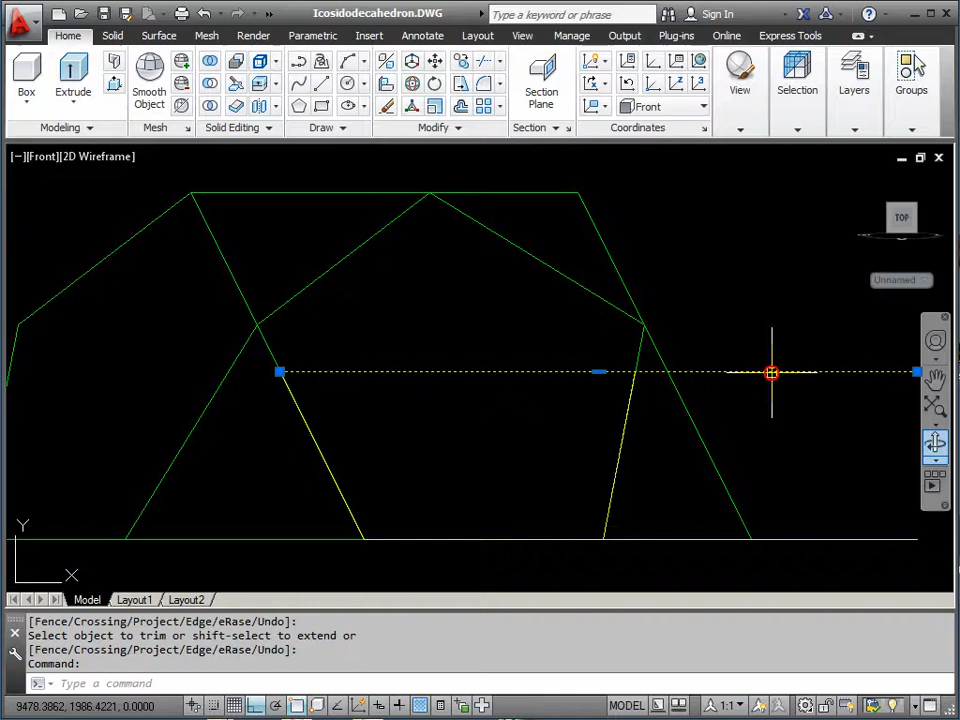 Icosidodecahedron.DWG
Type a keyword or phrase
Sign In
Home Solid Surface Mesh Render Parametric Insert Annotate Layout View Manage Output Plug-ins Online Express Tools
Box Extrude Smooth Object Section Plane Front View Selection Layers Groups
Modeling Mesh Solid Editing Draw Modify Section Coordinates
[−][Front][2D Wireframe]
TOP
Unnamed
Y
X
Model Layout1 Layout2
[Fence/Crossing/Project/Edge/eRase/Undo]:
Select object to trim or shift-select to extend or
[Fence/Crossing/Project/Edge/eRase/Undo]:
Command:
Type a command
9478.3862, 1986.4221, 0.0000 MODEL 1:1